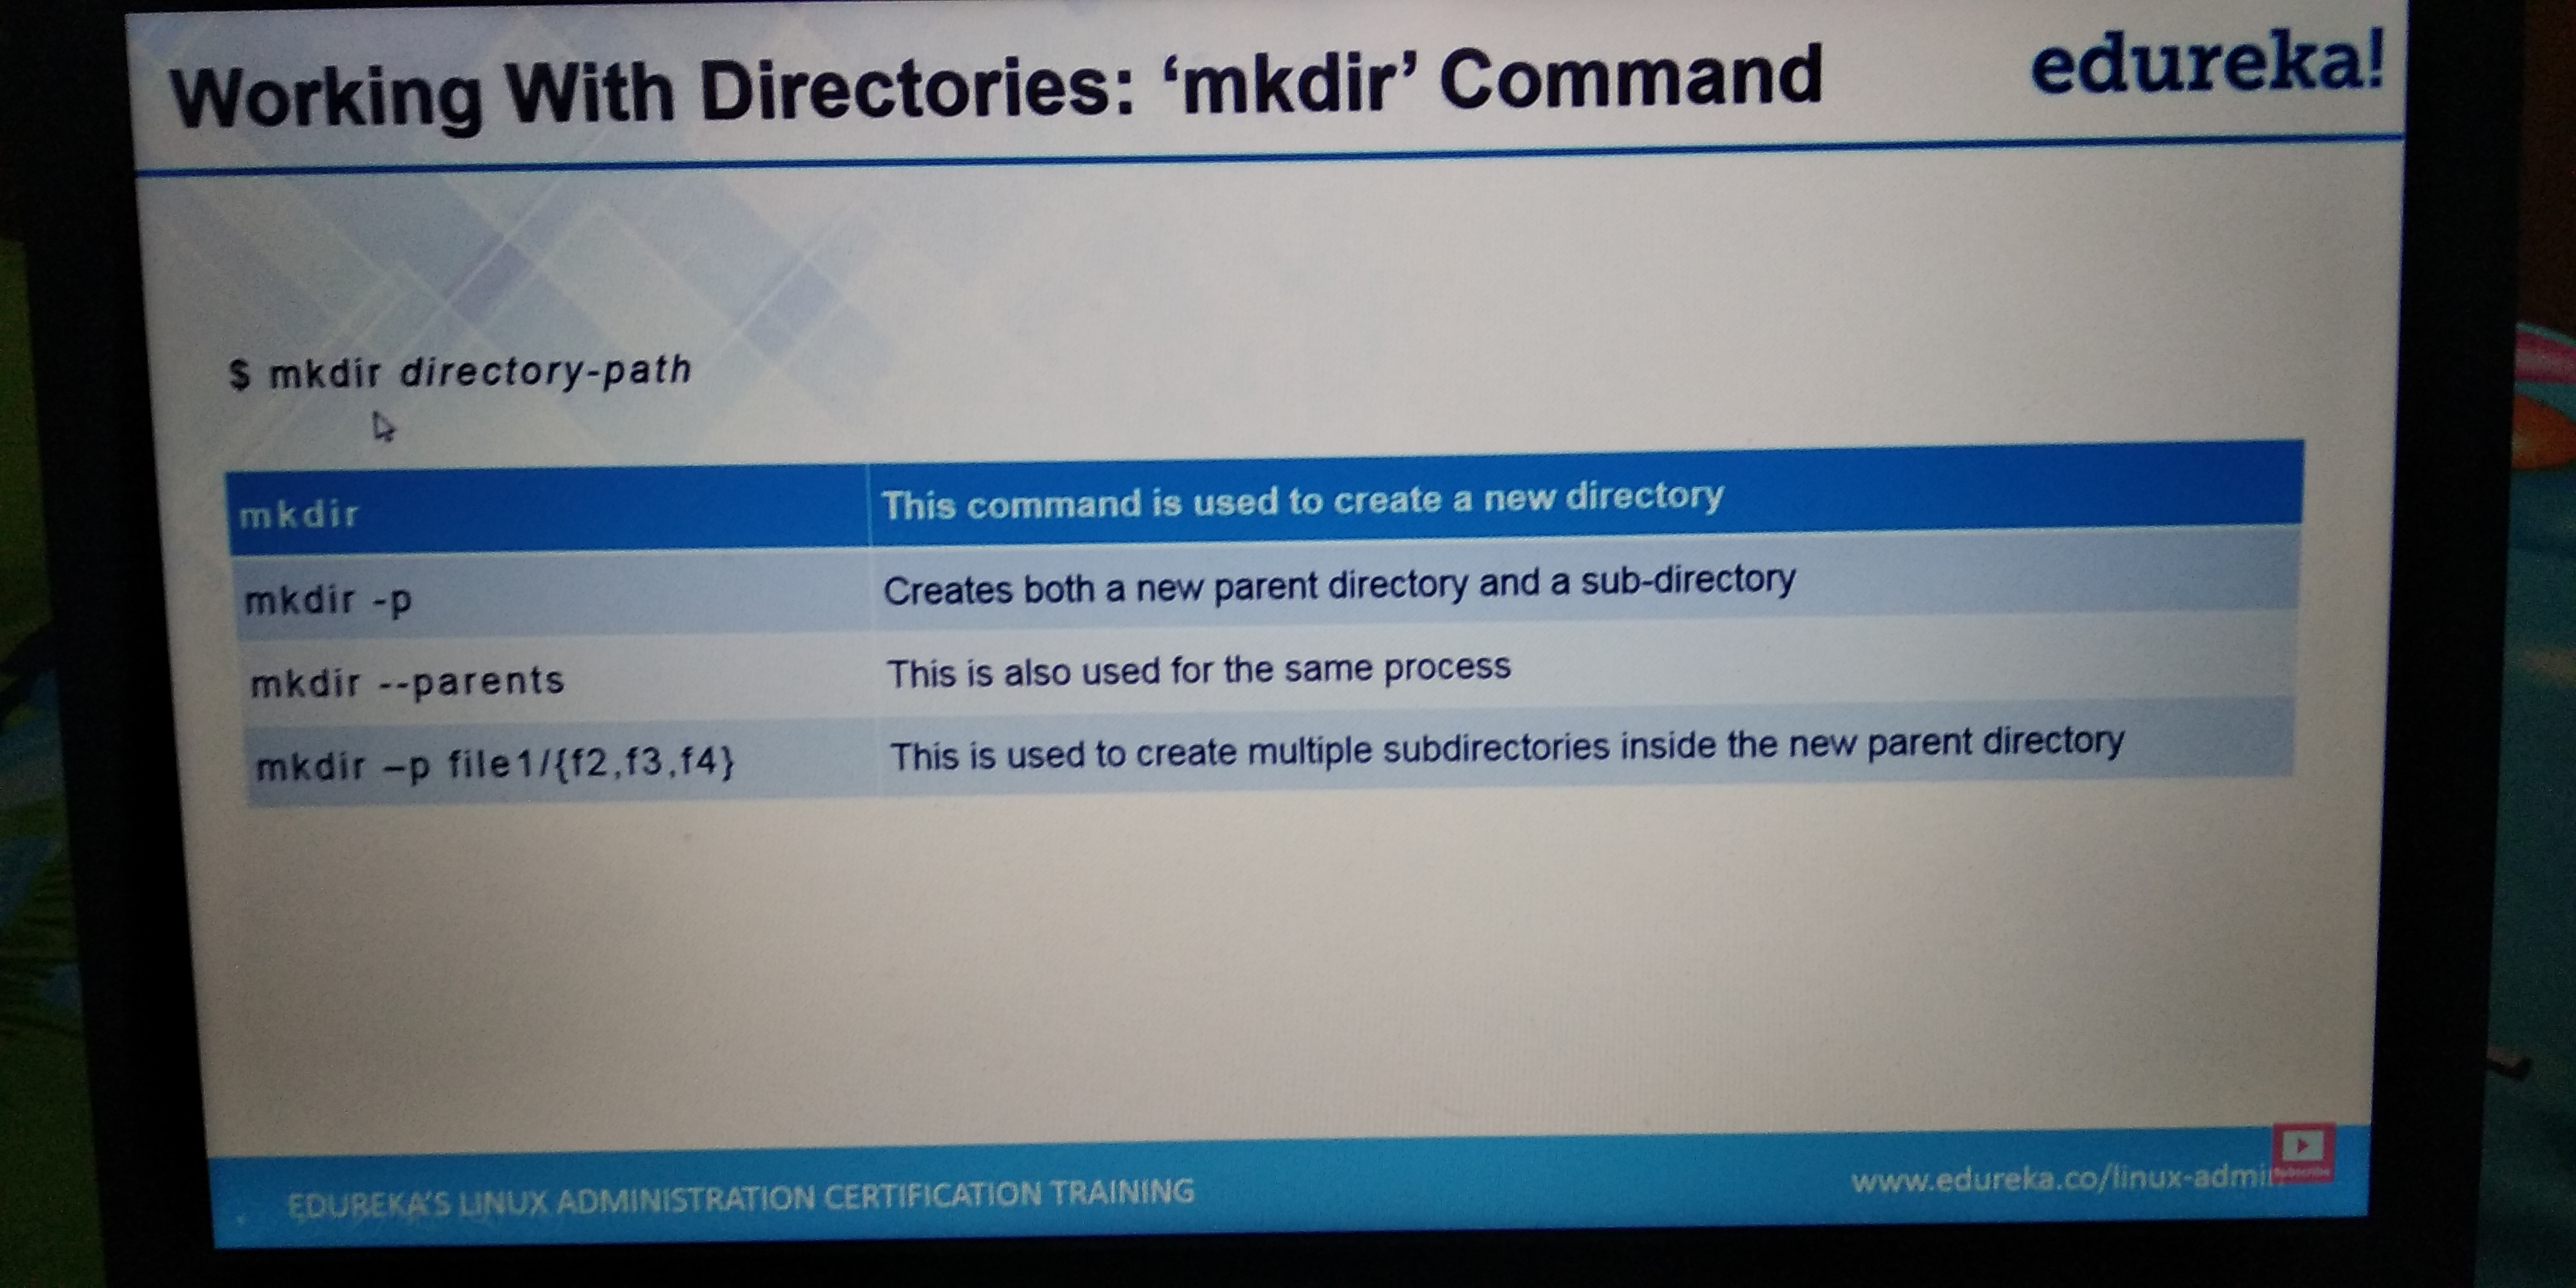 Working With Directories: ‘mkdir’ Command
edureka!
$ mkdir directory-path
mkdir This command is used to create a new directory
mkdir -p Creates both a new parent directory and a sub-directory
mkdir --parents This is also used for the same process
mkdir –p file1/{f2,f3,f4} This is used to create multiple subdirectories inside the new parent directory
EDUREKA'S LINUX ADMINISTRATION CERTIFICATION TRAINING
www.edureka.co/linux-admin